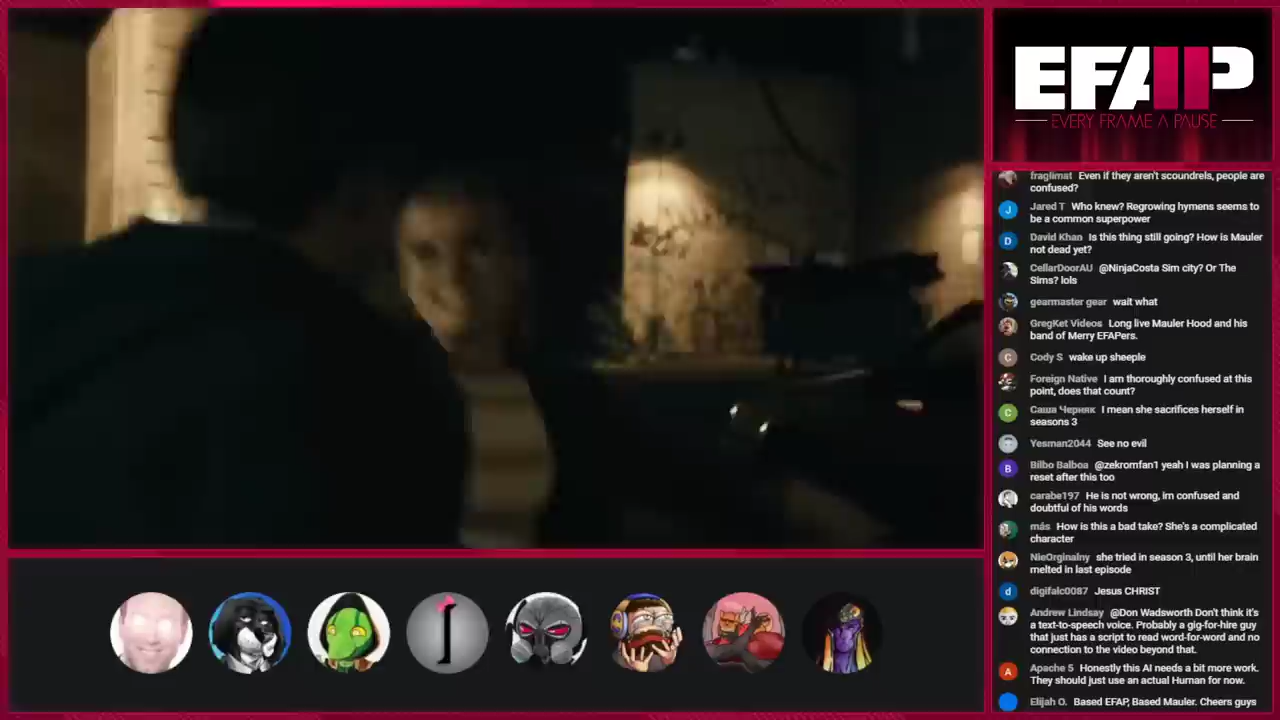 EFAP
EVERY FRAME A PAUSE
fraglimat Even if they aren't scoundrels, people are
confused?
J
Jared T Who knew? Regrowing hymens seems to
be a common superpower
D
David Khan Is this thing still going? How is Mauler
not dead yet?
CellarDoorAU @NinjaCosta Sim city? Or The
Sims? lols
gearmaster gear wait what
GregKet Videos Long live Mauler Hood and his
band of Merry EFAPers.
C
Cody S wake up sheeple
Foreign Native I am thoroughly confused at this
point, does that count?
C
Саша Черняк I mean she sacrifices herself in
seasons 3
Yesman2044 See no evil
B
Bilbo Balboa @zekromfan1 yeah I was planning a
reset after this too
carabe197 He is not wrong, im confused and
doubtful of his words
más How is this a bad take? She's a complicated
character
NieOrginalny she tried in season 3, until her brain
melted in last episode
d
digifalc0087 Jesus CHRIST
Andrew Lindsay @Don Wadsworth Don't think it's
a text-to-speech voice. Probably a gig-for-hire guy
that just has a script to read word-for-word and no
connection to the video beyond that.
A
Apache 5 Honestly this AI needs a bit more work.
They should just use an actual Human for now.
Elijah O. Based EFAP, Based Mauler. Cheers guys